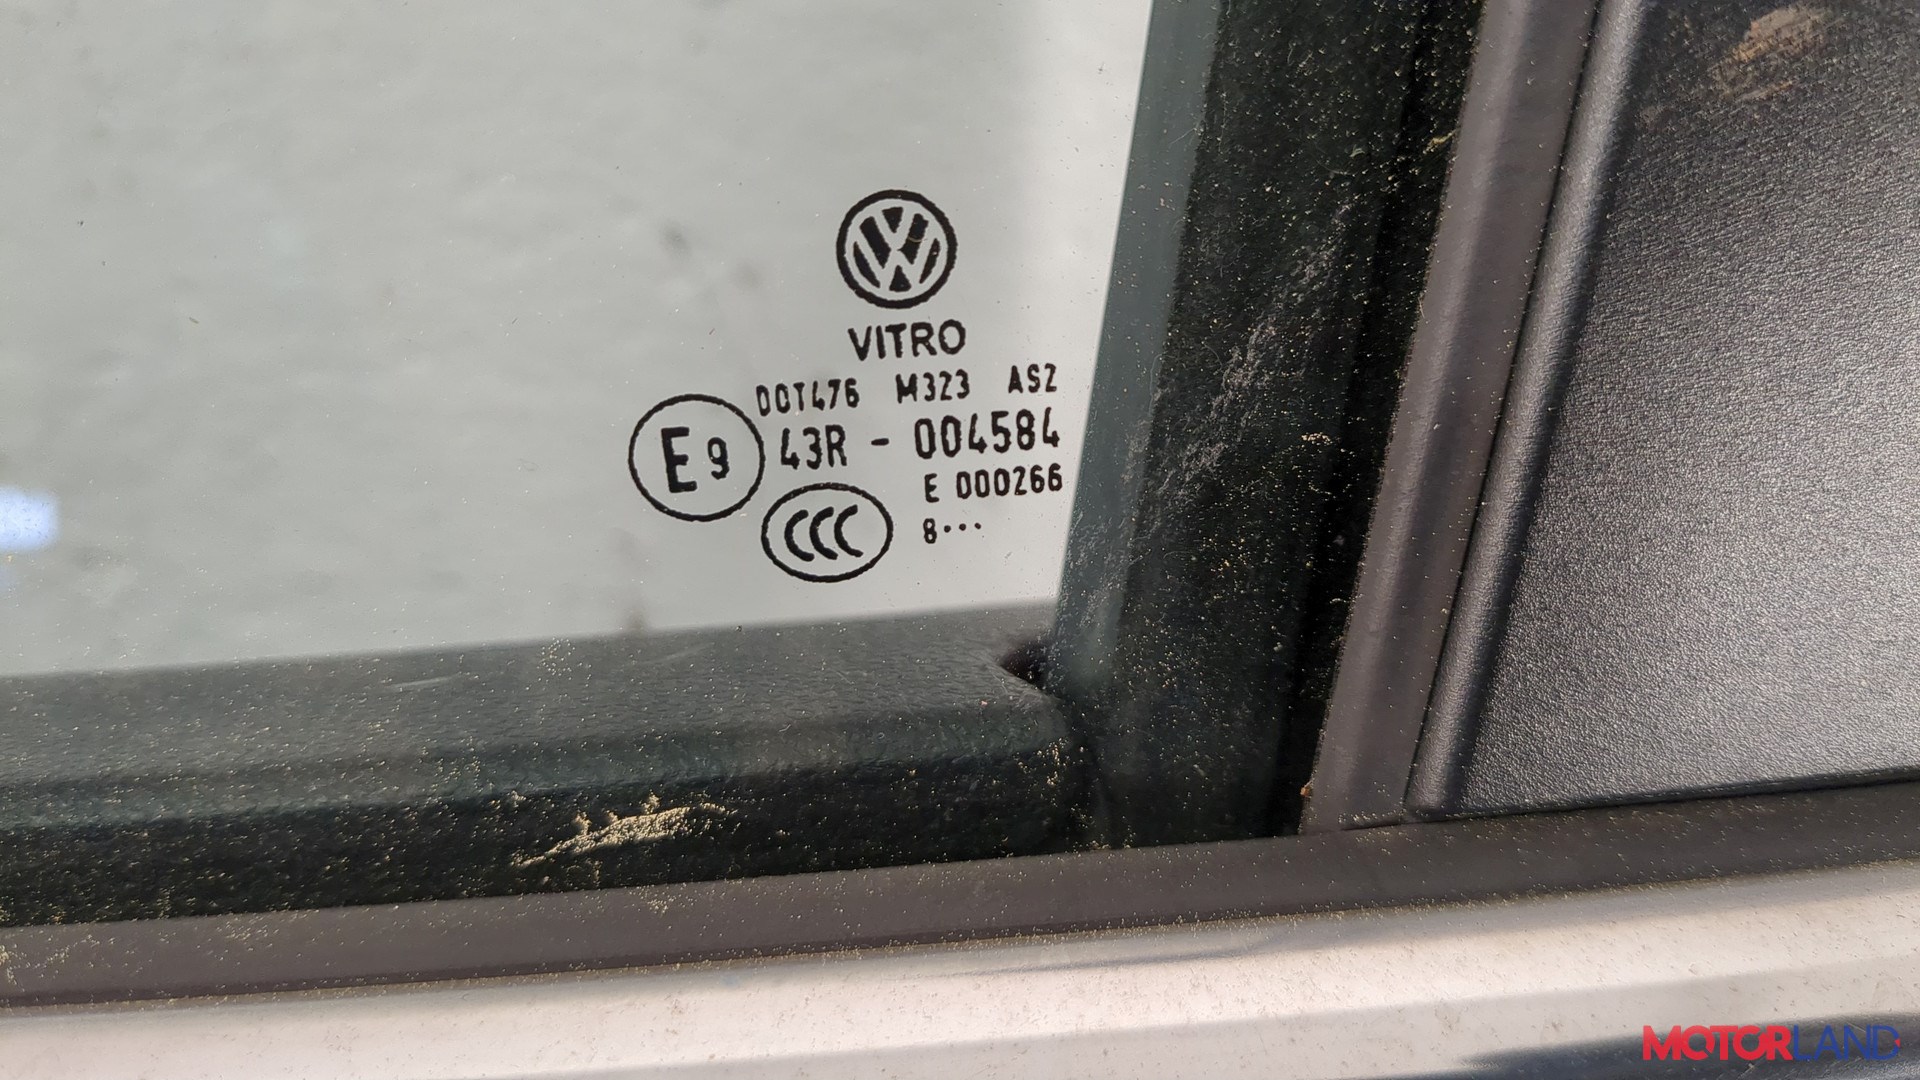 VITRO
DOT476 M323 AS2
E9 43R - 004584
E 000266
CCC 8...
MOTORLAND